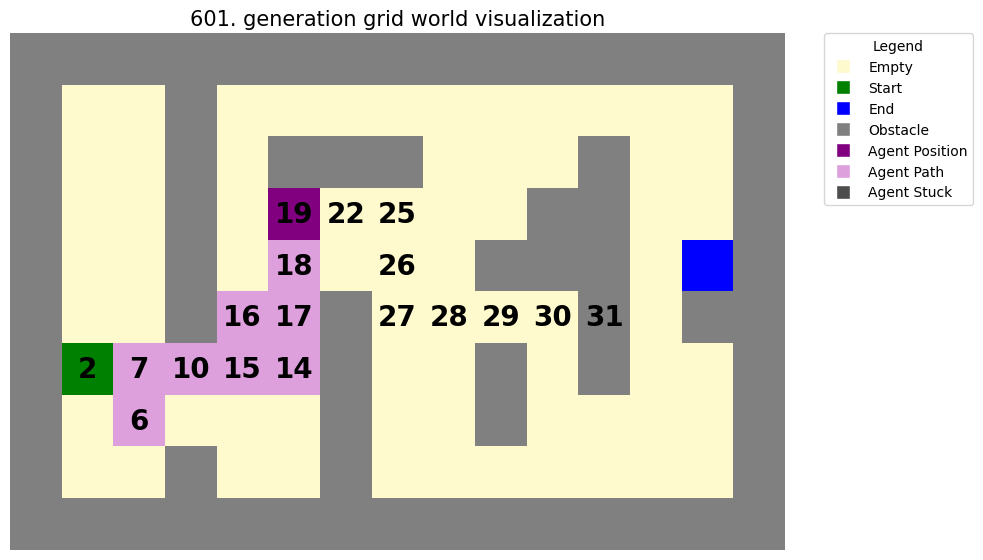 601. generation grid world visualization
Legend
Empty
Start
End
Obstacle
Agent Position
Agent Path
Agent Stuck
19 22 25
18 26
16 17 27 28 29 30 31
2 7 10 15 14
6